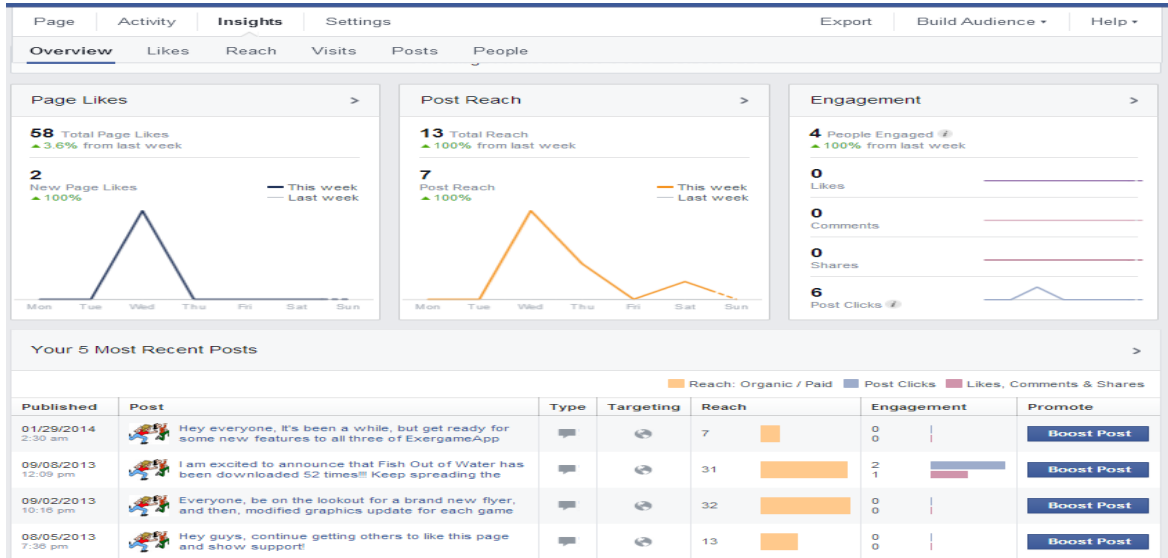 Page Activity Insights Settings Export Build Audience Help
Overview Likes Reach Visits Posts People
Page Likes >
58 Total Page Likes
3.6% from last week
2
New Page Likes
100%
This week
Last week
Mon Tue Wed Thu Fri Sat Sun
Post Reach >
13 Total Reach
100% from last week
7
Post Reach
100%
This week
Last week
Mon Tue Wed Thu Fri Sat Sun
Engagement >
4 People Engaged i
100% from last week
0
Likes
0
Comments
0
Shares
6
Post Clicks i
Your 5 Most Recent Posts >
Reach: Organic / Paid Post Clicks Likes, Comments & Shares
Published Post Type Targeting Reach Engagement Promote
01/29/2014 Hey everyone, It's been a while, but get ready for
2:30 am some new features to all three of ExergameApp
7 0 Boost Post
0
09/08/2013 I am excited to announce that Fish Out of Water has
12:09 pm been downloaded 52 times!!! Keep spreading the
31 2 Boost Post
1
09/02/2013 Everyone, be on the lookout for a brand new flyer,
10:16 pm and then, modified graphics update for each game
32 0 Boost Post
0
08/05/2013 Hey guys, continue getting others to like this page
7:36 pm and show support!
13 0 Boost Post
0